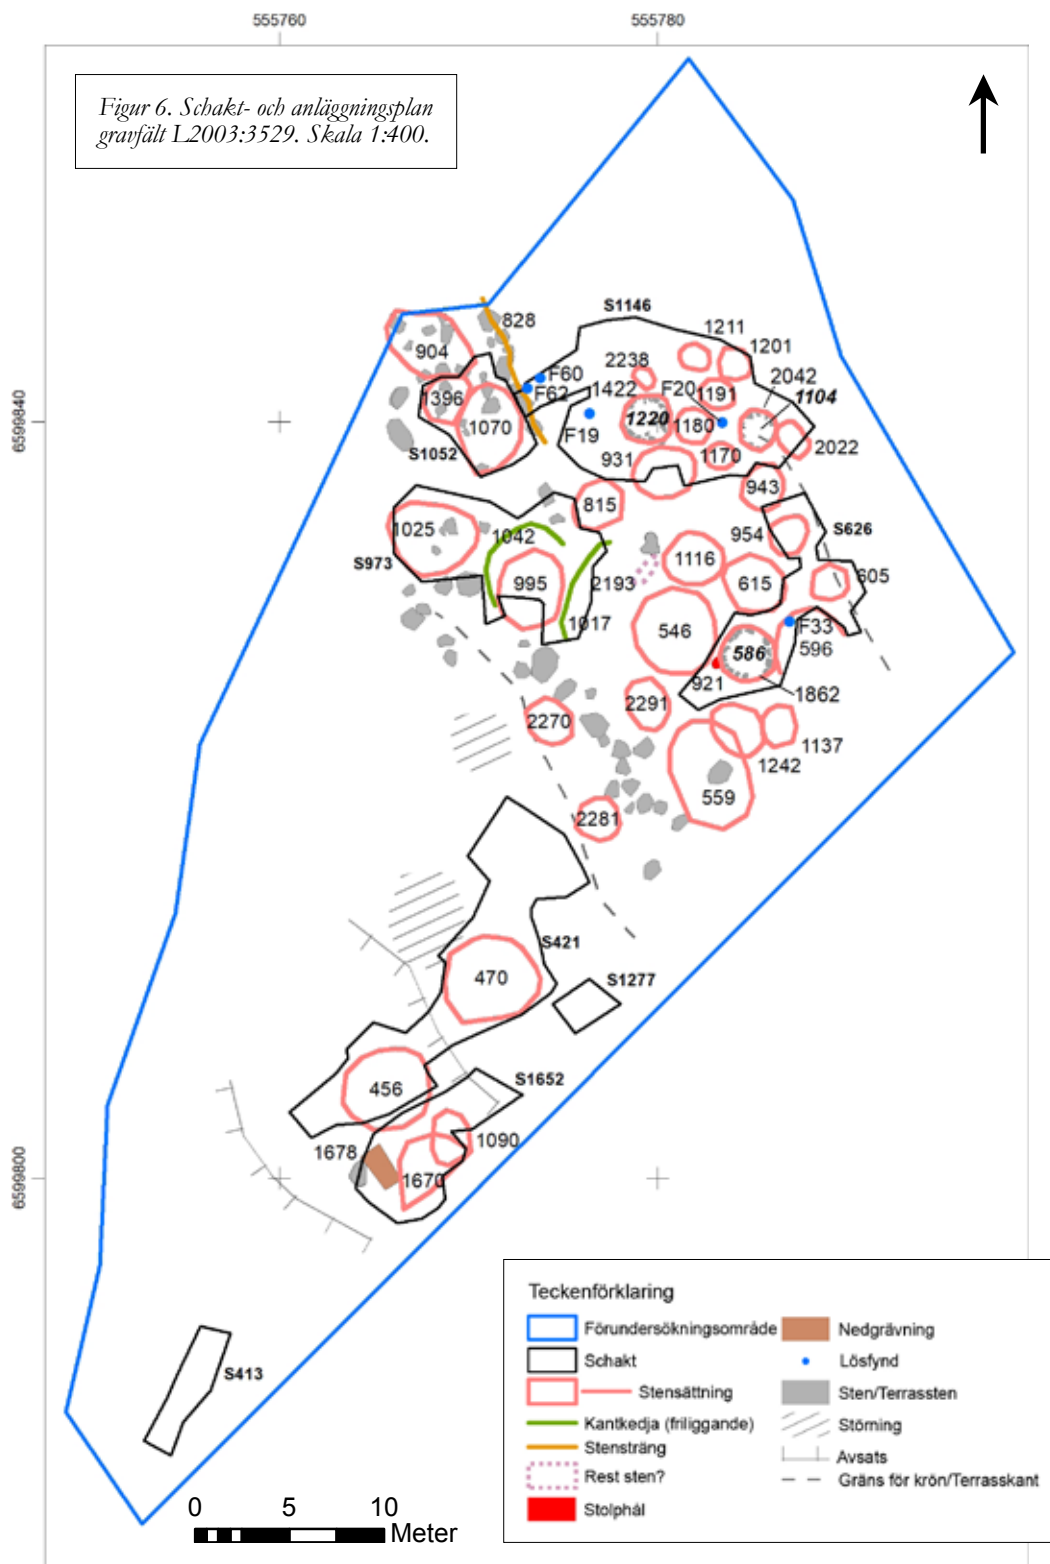 555760
555780
Figur 6. Schakt- och anläggningsplan
gravfält L2003:3529. Skala 1:400.
S1146
828
1211
904
1201
2238
2042
F60
1422
F20
1104
F62
1191
1396
6599840
1220
1180
1070
F19
S1052
2022
931
1170
943
815
1025
1042
954
S626
S973
1116
995
2193
615
605
1017
546
F33
586
596
921
1862
2291
2270
1137
1242
559
2281
S421
470
S1277
456
S1652
1678
1090
6599800
1670
Teckenförklaring
Förundersökningsområde
Nedgrävning
Schakt
Lösfynd
S413
Stensättning
Sten/Terrassten
Kantkedja (friliggande)
Störning
Stensträng
Avsats
Rest sten?
Gräns för krön/Terrasskant
Stolphål
0 5 10
Meter